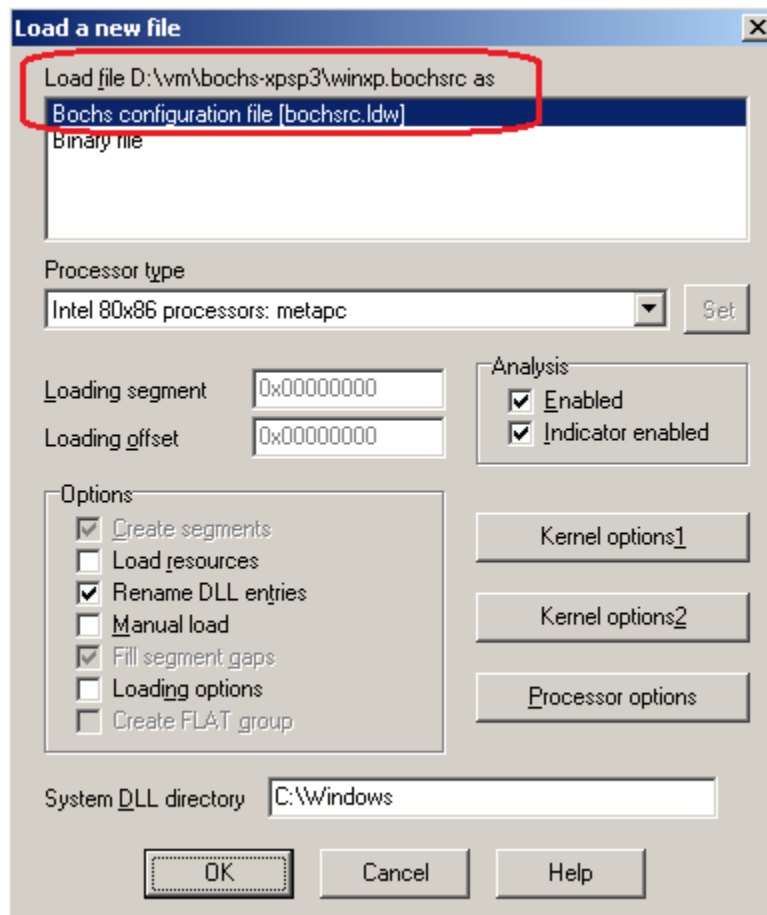 Load a new file
Load file D:\vm\bochs-xpsp3\winxp.bochsrc as
Bochs configuration file [bochsrc.ldw]
Binary file
Processor type
Intel 80x86 processors: metapc
Set
Loading segment 0x00000000
Loading offset 0x00000000
Analysis
Enabled
Indicator enabled
Options
Create segments
Load resources
Rename DLL entries
Manual load
Fill segment gaps
Loading options
Create FLAT group
Kernel options1
Kernel options2
Processor options
System DLL directory C:\Windows
OK Cancel Help